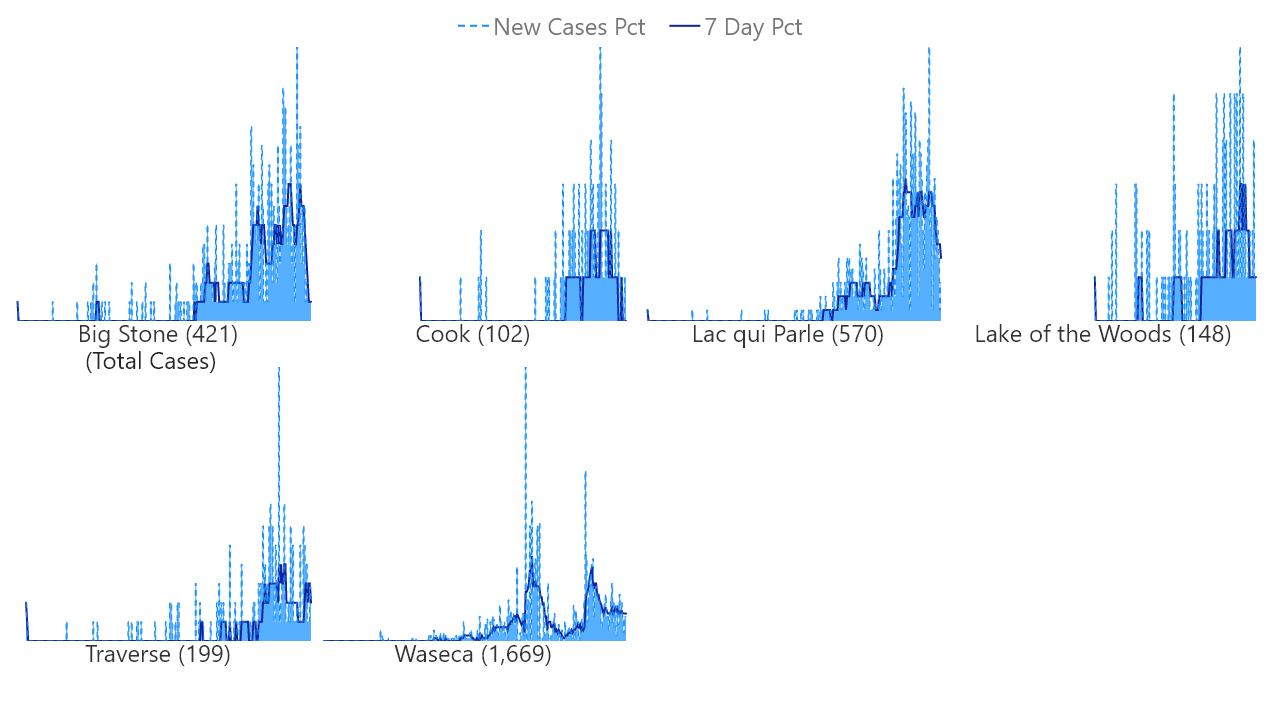 New Cases Pct 7 Day Pct
Big Stone (421)
(Total Cases)
Cook (102)
Lac qui Parle (570)
Lake of the Woods (148)
Traverse (199)
Waseca (1,669)